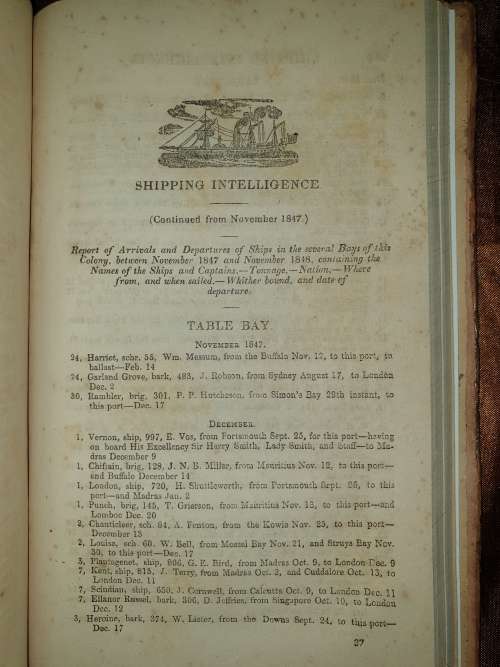 SHIPPING INTELLIGENCE
(Continued from November 1847.)
Report of Arrivals and Departures of Ships in the several Bays of this
Colony, between November 1847 and November 1848, containing the
Names of the Ships and Captains.—Tonnage.—Nation,—Where
from, and when sailed.—Whither bound, and date of
departure.
TABLE BAY
November 1847.
24, Harriet, schr. 55, Wm. Messum, from the Buffalo Nov. 12, to this port, to
ballast—Feb. 14
24, Garland Grove, bark, 483, J. Robson, from Sydney August 17, to London
Dec. 2
30, Rambler, brig, 301, P. P. Hutcheson, from Simon's Bay 29th instant, to
this port—Dec. 17
December.
1, Vernon, ship, 997, E. Vos, from Portsmouth Sept. 25, for this port—having
on board His Excellency Sir Harry Smith, Lady Smith, and Staff—to Ma-
dras December 9
1, Chiftain, brig, 128, J. N. B. Miller, from Mauritius Nov. 12, to this port—
and Buffalo December 14
1, London, ship, 720, H. Shuttleworth, from Portsmouth Sept. 26, to this
port—and Madras Jan. 2
1, Punch, brig, 145, T. Grierson, from Mauritius Nov. 13, to this port—and
Lomboc Dec. 20
2, Chanticleer, sch. 84, A. Fenton, from the Kowie Nov. 25, to this port—
December 13
2, Louisa, sch. 60, W. Bell, from Mossel Bay Nov. 21, and Struys Bay Nov.
30, to this port—Dec. 17
3, Plantagenet, ship, 806, G. E. Bird, from Madras Oct. 9, to London Dec. 9
7, Kent, ship, 815, J. Terry, from Madras Oct. 3, and Cuddalore Oct. 13, to
London Dec. 11
7, Scindian, ship, 650, J. Cornwell, from Calcutta Oct. 9, to London Dec. 11
7, Ellanor Russel, bark, 306, D. Jeffries, from Singapore Oct. 10, to London
Dec. 12
8, Heroine, bark, 274, W. Lister, from the Downs Sept. 24, to this port—
Dec. 17
27